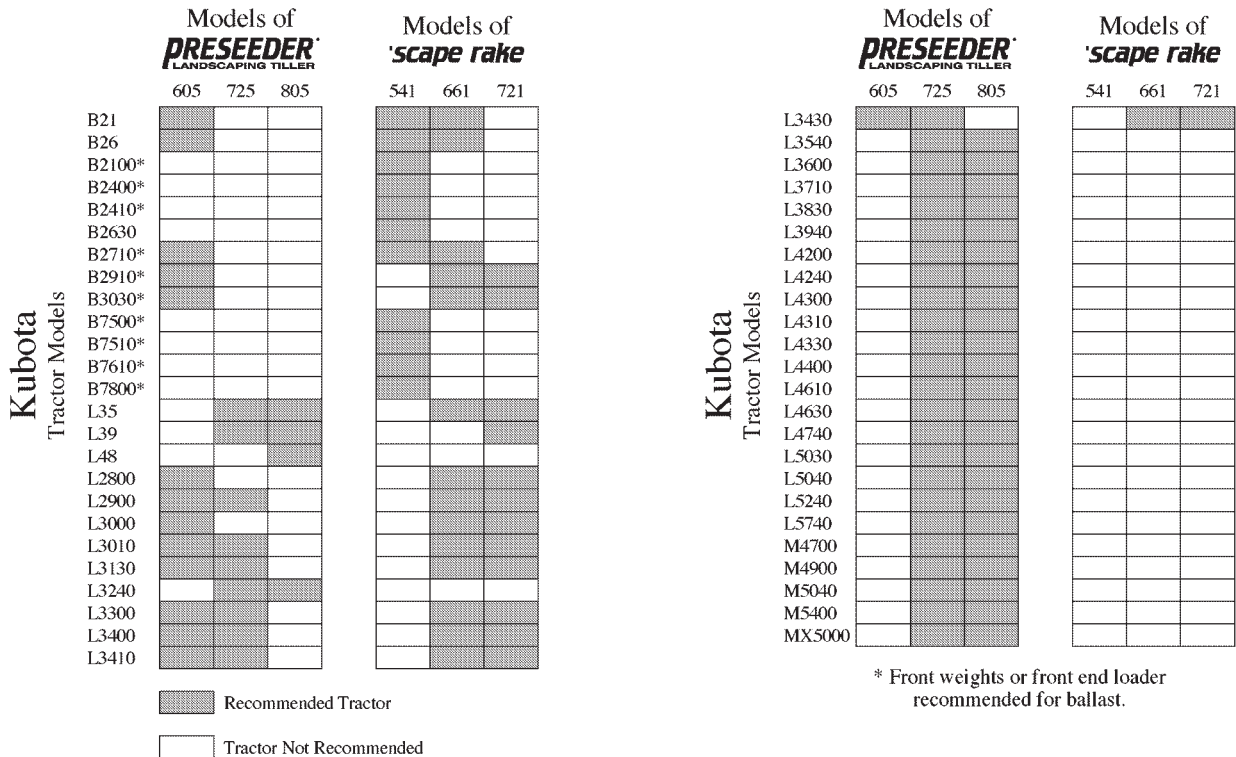 Models of
PRESEEDER
LANDSCAPING TILLER
605 725 805
Models of
'scape rake
541 661 721
Kubota
Tractor Models
B21
B26
B2100*
B2400*
B2410*
B2630
B2710*
B2910*
B3030*
B7500*
B7510*
B7610*
B7800*
L35
L39
L48
L2800
L2900
L3000
L3010
L3130
L3240
L3300
L3400
L3410
Recommended Tractor
Tractor Not Recommended
Models of
PRESEEDER
LANDSCAPING TILLER
605 725 805
Models of
'scape rake
541 661 721
Kubota
Tractor Models
L3430
L3540
L3600
L3710
L3830
L3940
L4200
L4240
L4300
L4310
L4330
L4400
L4610
L4630
L4740
L5030
L5040
L5240
L5740
M4700
M4900
M5040
M5400
MX5000
* Front weights or front end loader
recommended for ballast.